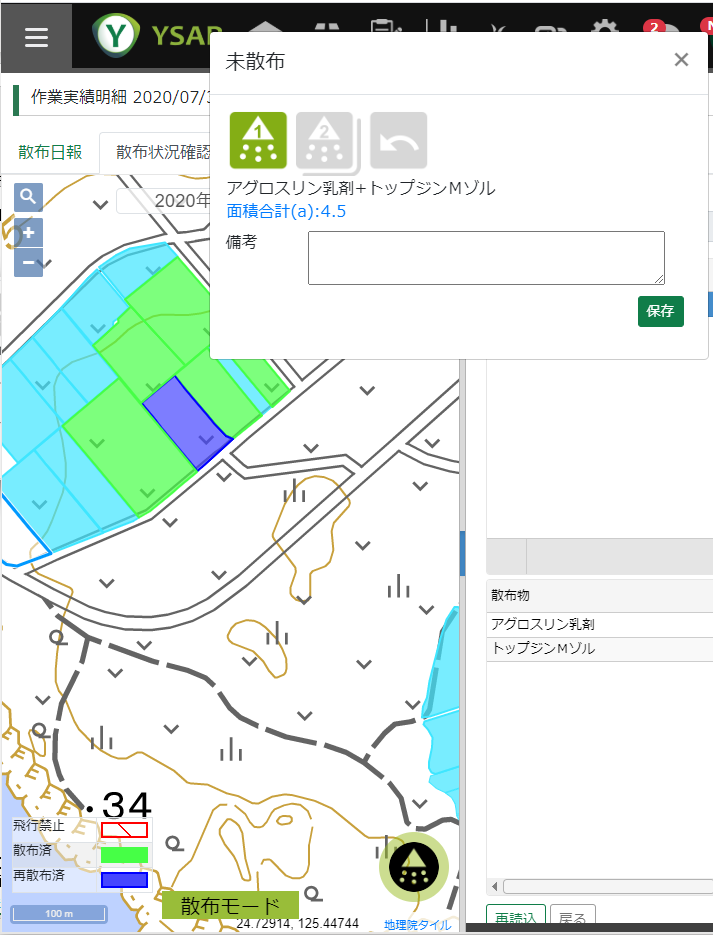 Y YSAP
2
N
未散布
×
作業実績明細 2020/07/3
散布日報
散布状況確認
1
2
アグロスリン乳剤+トップジンMゾル
面積合計(a):4.5
備考
保存
2020年
+
−
散布物
アグロスリン乳剤
トップジンMゾル
34
飛行禁止
散布済
再散布済
100 m
散布モード
24.72914, 125.44744
地理院タイル
再読込
戻る